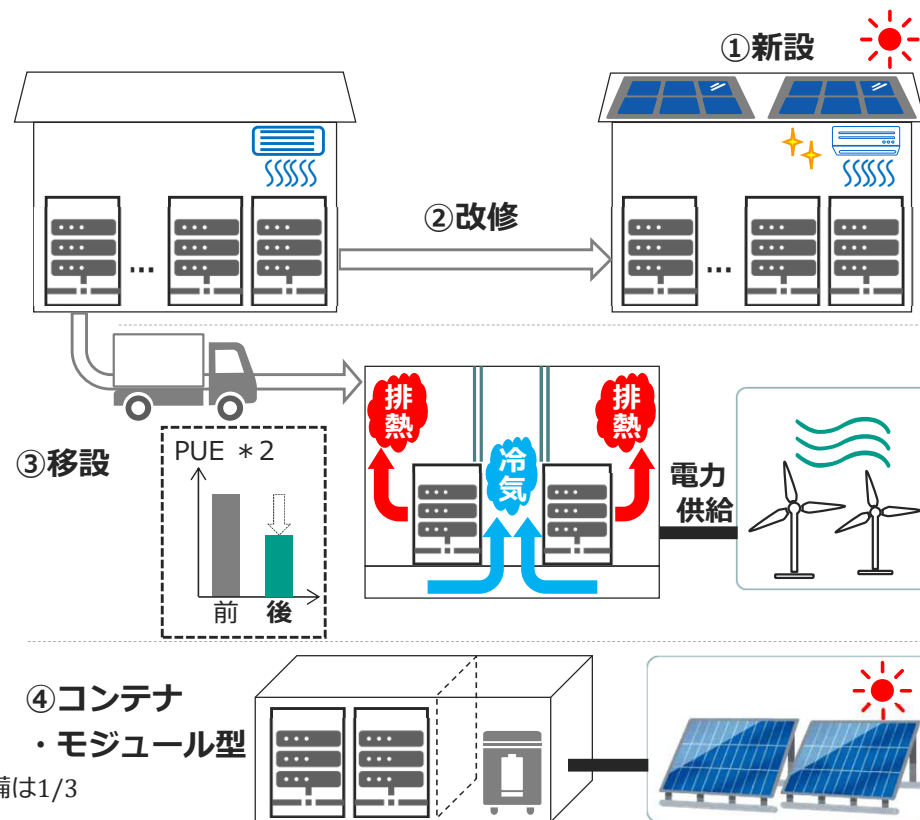 ①新設
②改修
...
...
排熱
排熱
冷気
③移設
PUE ＊2
前
後
電力
供給
④コンテナ
・モジュール型
備は1/3